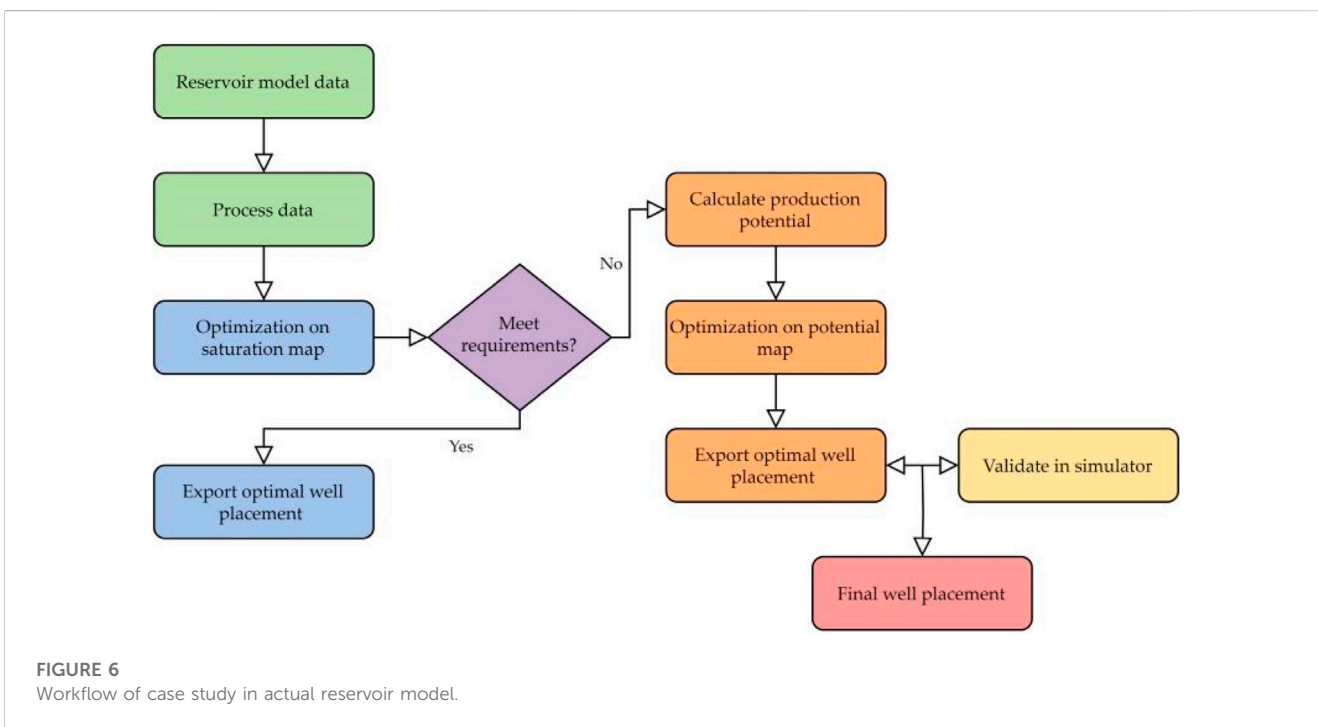 Reservoir model data
Process data
Optimization on
saturation map
Meet
requirements?
Yes
Export optimal well
placement
No
Calculate production
potential
Optimization on potential
map
Export optimal well
placement
Validate in simulator
Final well placement
FIGURE 6
Workflow of case study in actual reservoir model.